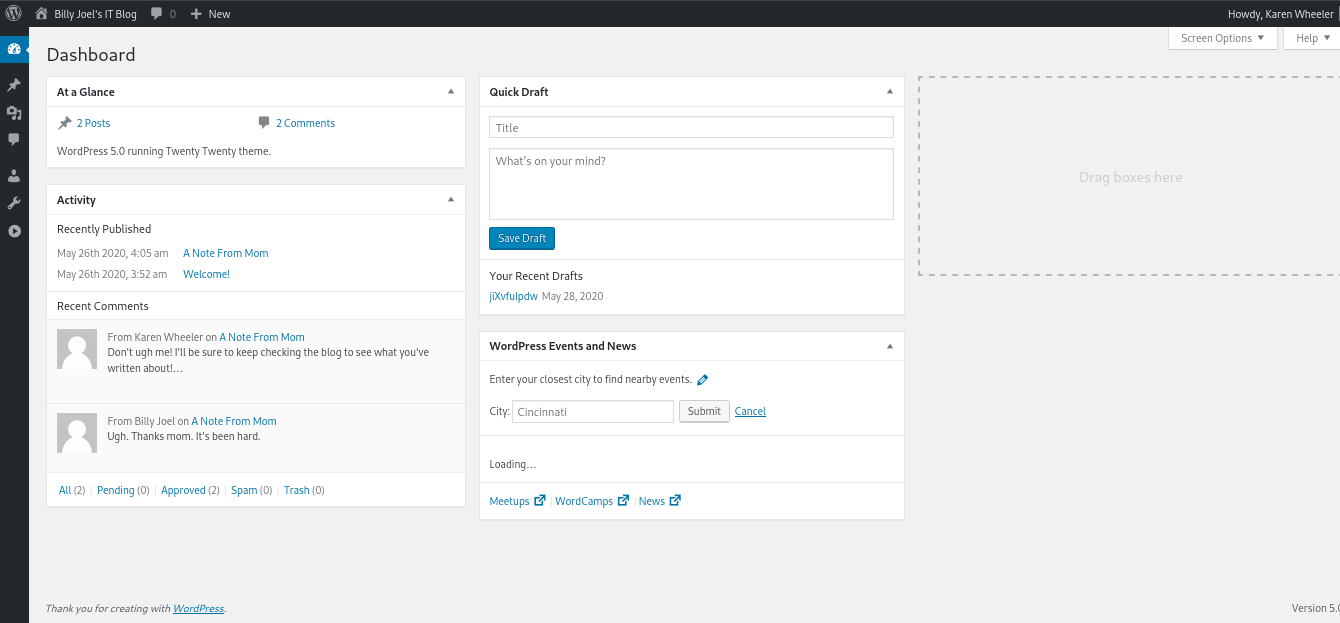 Billy Joel's IT Blog 0 New
Howdy, Karen Wheeler
Screen Options
Help
Dashboard
At a Glance
2 Posts
2 Comments
WordPress 5.0 running Twenty Twenty theme.
Activity
Recently Published
May 26th 2020, 4:05 am A Note From Mom
May 26th 2020, 3:52 am Welcome!
Recent Comments
From Karen Wheeler on A Note From Mom
Don't ugh me! I'll be sure to keep checking the blog to see what you've
written about!…
From Billy Joel on A Note From Mom
Ugh. Thanks mom. It's been hard.
All (2) | Pending (0) | Approved (2) | Spam (0) | Trash (0)
Quick Draft
Title
What's on your mind?
Save Draft
Your Recent Drafts
jiXvfuIpdw May 28, 2020
WordPress Events and News
Enter your closest city to find nearby events.
City: Cincinnati Submit Cancel
Loading…
Meetups | WordCamps | News
Drag boxes here
Thank you for creating with WordPress.
Version 5.0